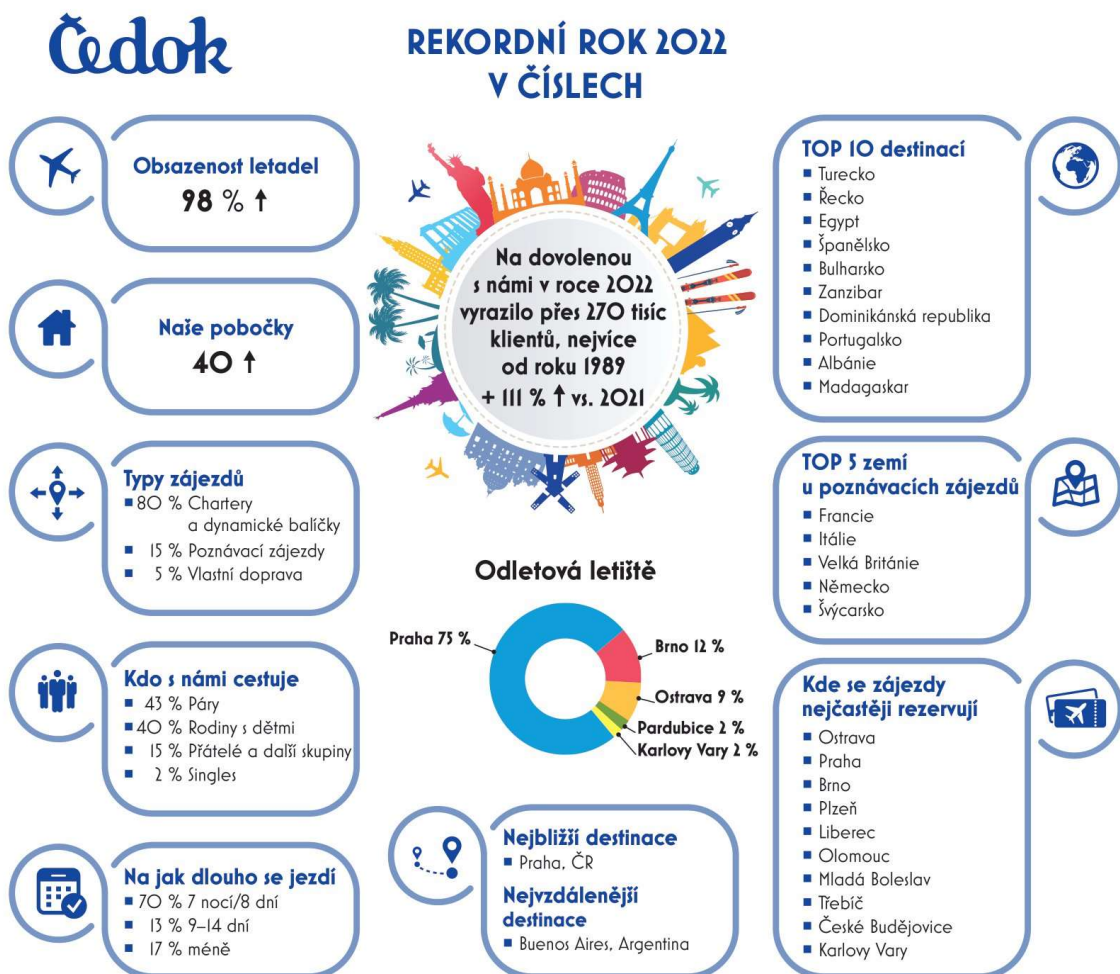 Čedok
REKORDNÍ ROK 2022
V ČÍSLECH
Obsazenost letadel
98 % ↑
Naše pobočky
40 ↑
Typy zájezdů
▪ 80 % Chartery
a dynamické balíčky
▪ 15 % Poznávací zájezdy
▪ 5 % Vlastní doprava
Kdo s námi cestuje
▪ 43 % Páry
▪ 40 % Rodiny s dětmi
▪ 15 % Přátelé a další skupiny
▪ 2 % Singles
Na jak dlouho se jezdí
▪ 70 % 7 nocí/8 dní
▪ 13 % 9–14 dní
▪ 17 % méně
Na dovolenou
s námi v roce 2022
vyrazilo přes 270 tisíc
klientů, nejvíce
od roku 1989
+ 111 % ↑ vs. 2021
Odletová letiště
Praha 75 %
Brno 12 %
Ostrava 9 %
Pardubice 2 %
Karlovy Vary 2 %
Nejbližší destinace
▪ Praha, ČR
Nejvzdálenější
destinace
▪ Buenos Aires, Argentina
TOP 10 destinací
▪ Turecko
▪ Řecko
▪ Egypt
▪ Španělsko
▪ Bulharsko
▪ Zanzibar
▪ Dominikánská republika
▪ Portugalsko
▪ Albánie
▪ Madagaskar
TOP 5 zemí
u poznávacích zájezdů
▪ Francie
▪ Itálie
▪ Velká Británie
▪ Německo
▪ Švýcarsko
Kde se zájezdy
nejčastěji rezervují
▪ Ostrava
▪ Praha
▪ Brno
▪ Plzeň
▪ Liberec
▪ Olomouc
▪ Mladá Boleslav
▪ Třebíč
▪ České Budějovice
▪ Karlovy Vary